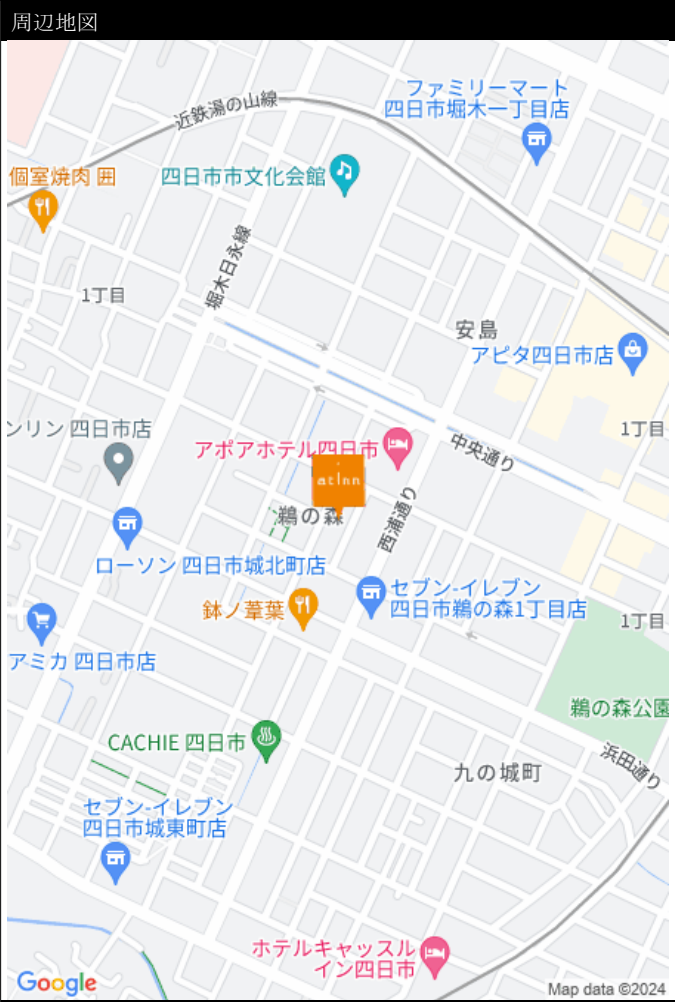 周辺地図
近鉄湯の山線
ファミリーマート
四日市堀木一丁目店
個室焼肉 囲
四日市市文化会館
堀木日永線
1丁目
安島
アピタ四日市店
ンリン 四日市店
アポアホテル四日市
中央通り
1丁目
atinn
鵜の森
西浦通り
ローソン 四日市城北町店
セブン-イレブン
四日市鵜の森1丁目店
鉢ノ葦葉
1丁目
アミカ 四日市店
鵜の森公園
CACHIE 四日市
九の城町
浜田通り
セブン-イレブン
四日市城東町店
ホテルキャッスル
イン四日市
Google
Map data ©2024